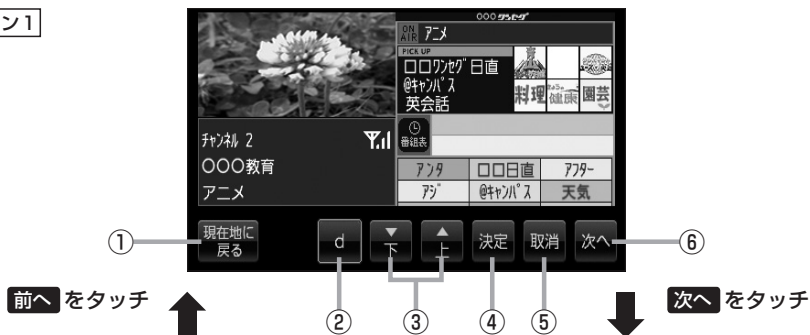 ン1
○○○ワンセグ
ON AIR アニメ
PICK UP
□□ワンセグ 日直
@キャンパス
英会話
料理 きょうの健康 園芸
チャンネル 2
番組表
○○○教育
アニメ
アンタ □□日直 アフター
アジ @キャンパス 天気
現在地に戻る
d ▼下 ▲上 決定 取消 次へ
① ⑥
前へ をタッチ 次へ をタッチ
② ③ ④ ⑤